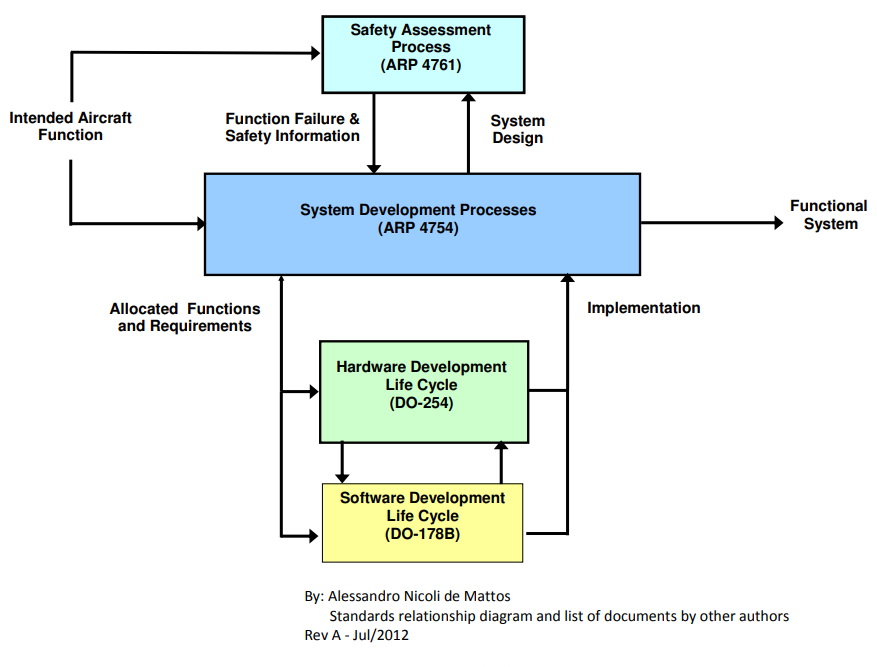 Safety Assessment
Process
(ARP 4761)
Intended Aircraft
Function
Function Failure &
Safety Information
System
Design
System Development Processes
(ARP 4754)
Functional
System
Allocated Functions
and Requirements
Implementation
Hardware Development
Life Cycle
(DO-254)
Software Development
Life Cycle
(DO-178B)
By: Alessandro Nicoli de Mattos
Standards relationship diagram and list of documents by other authors
Rev A - Jul/2012